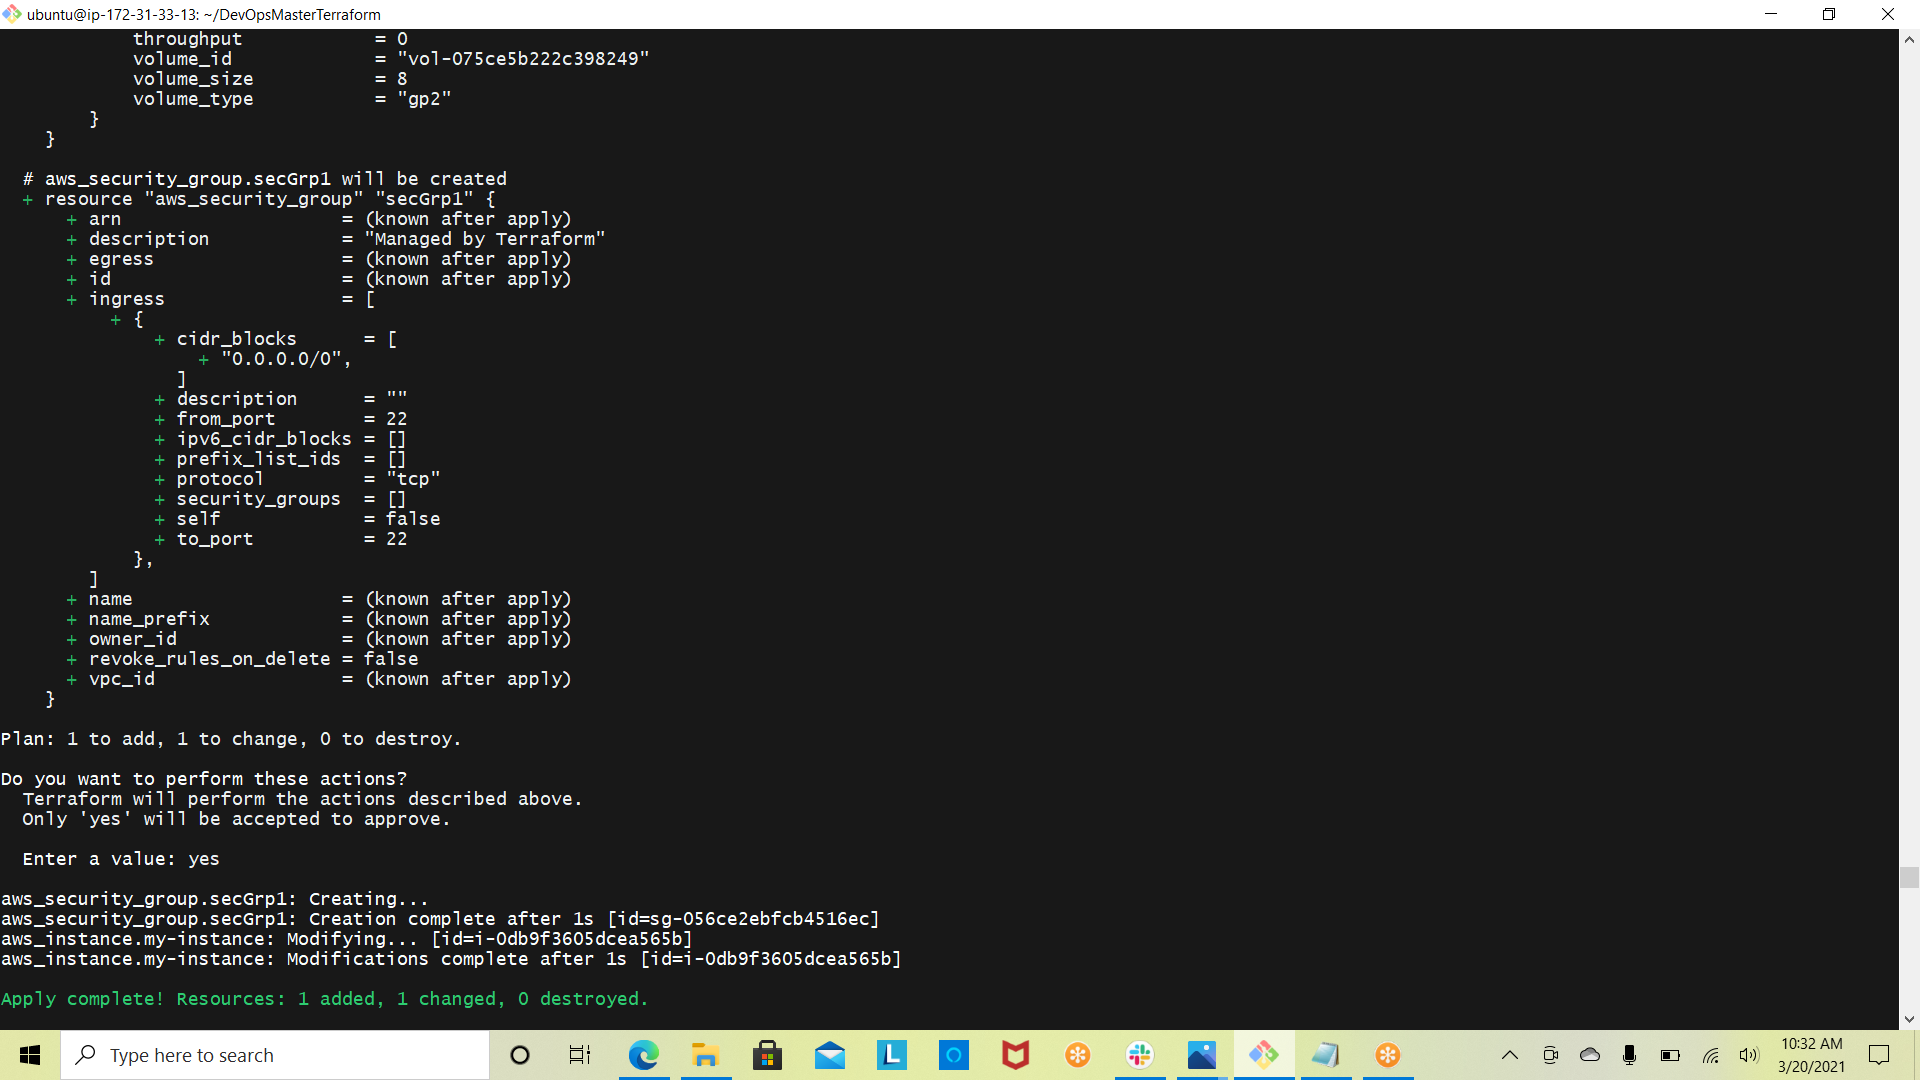 ubuntu@ip-172-31-33-13: ~/DevOpsMasterTerraform
throughput = 0
volume_id = "vol-075ce5b222c398249"
volume_size = 8
volume_type = "gp2"
}
}
# aws_security_group.secGrp1 will be created
+ resource "aws_security_group" "secGrp1" {
+ arn = (known after apply)
+ description = "Managed by Terraform"
+ egress = (known after apply)
+ id = (known after apply)
+ ingress = [
+ {
+ cidr_blocks = [
+ "0.0.0.0/0",
]
+ description = ""
+ from_port = 22
+ ipv6_cidr_blocks = []
+ prefix_list_ids = []
+ protocol = "tcp"
+ security_groups = []
+ self = false
+ to_port = 22
},
]
+ name = (known after apply)
+ name_prefix = (known after apply)
+ owner_id = (known after apply)
+ revoke_rules_on_delete = false
+ vpc_id = (known after apply)
}
Plan: 1 to add, 1 to change, 0 to destroy.
Do you want to perform these actions?
Terraform will perform the actions described above.
Only 'yes' will be accepted to approve.
Enter a value: yes
aws_security_group.secGrp1: Creating...
aws_security_group.secGrp1: Creation complete after 1s [id=sg-056ce2ebfcb4516ec]
aws_instance.my-instance: Modifying... [id=i-0db9f3605dcea565b]
aws_instance.my-instance: Modifications complete after 1s [id=i-0db9f3605dcea565b]
Apply complete! Resources: 1 added, 1 changed, 0 destroyed.
Type here to search
L
10:32 AM
3/20/2021